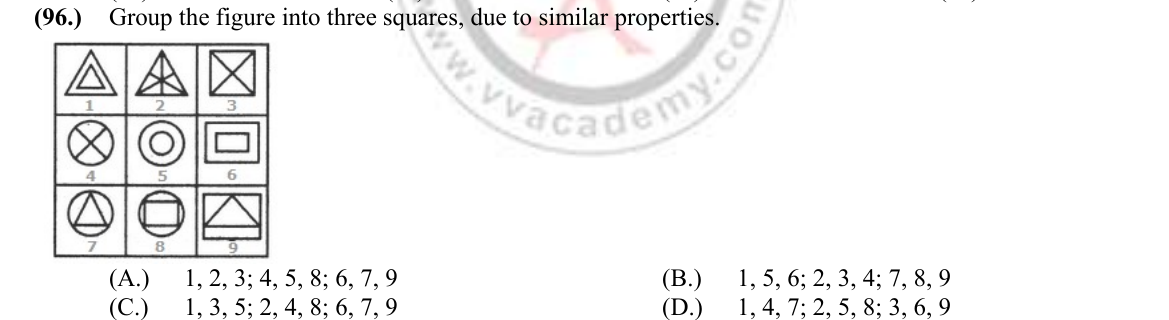 (96.) Group the figure into three squares, due to similar properties.
1 2 3
4 5 6
7 8 9
www.vvacademy.com
(A.) 1, 2, 3; 4, 5, 8; 6, 7, 9 (B.) 1, 5, 6; 2, 3, 4; 7, 8, 9
(C.) 1, 3, 5; 2, 4, 8; 6, 7, 9 (D.) 1, 4, 7; 2, 5, 8; 3, 6, 9